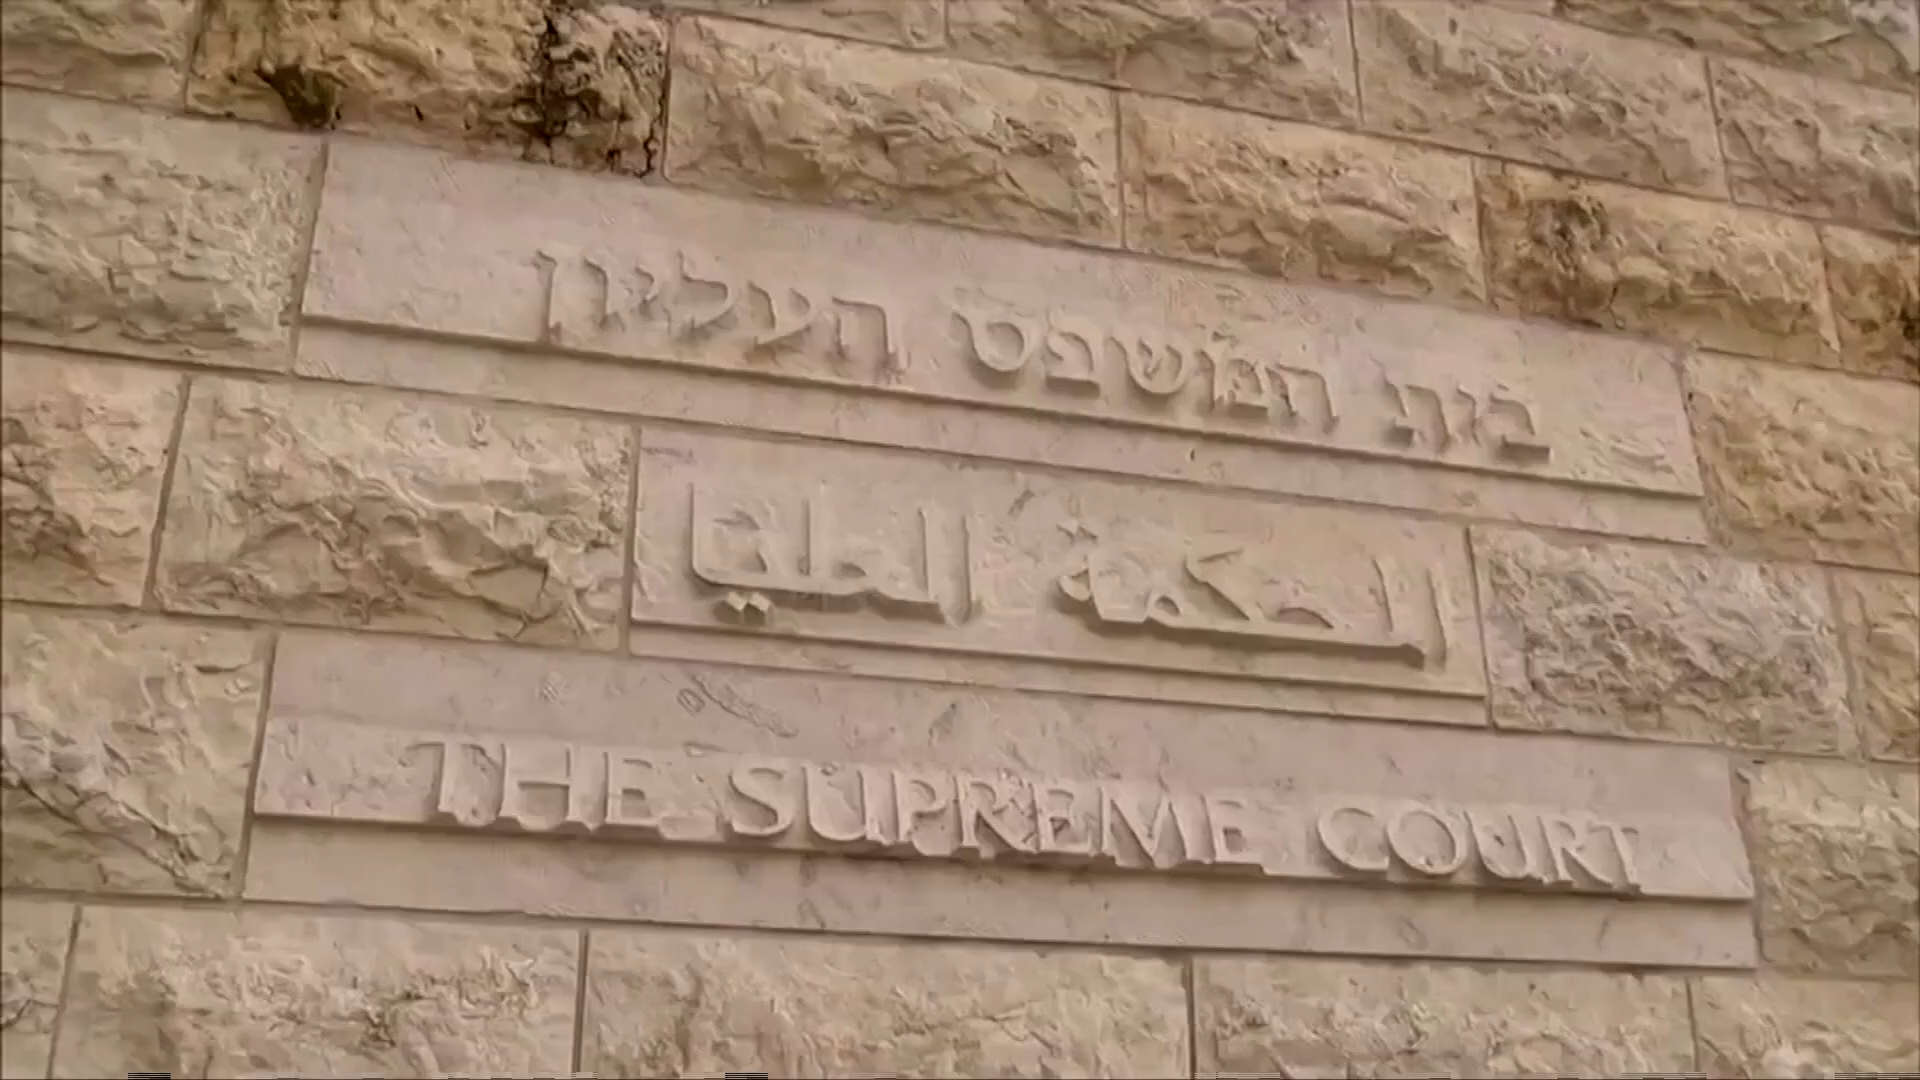 בית המשפט העליון
المحكمة العليا
THE SUPREME COURT